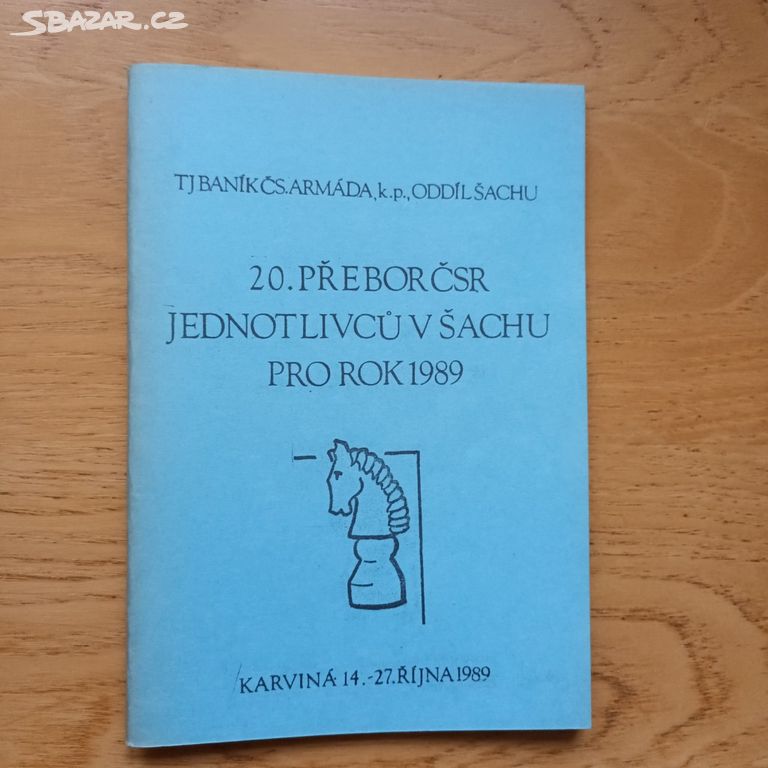 SBAZAR.CZ
TJ BANÍK ČS. ARMÁDA, k.p., ODDÍL ŠACHU
20. PŘEBOR ČSR
JEDNOTLIVCŮ V ŠACHU
PRO ROK 1989
KARVINÁ 14.-27. ŘÍJNA 1989